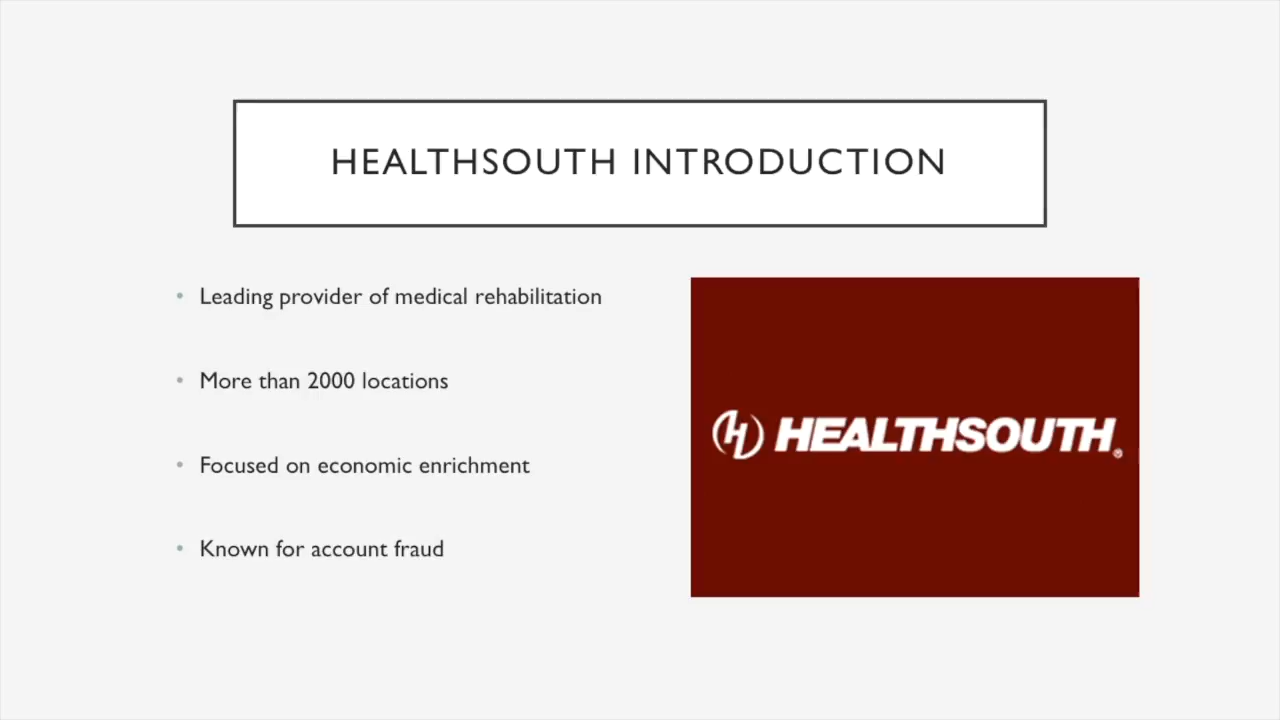 HEALTHSOUTH INTRODUCTION
• Leading provider of medical rehabilitation
• More than 2000 locations
• Focused on economic enrichment
• Known for account fraud
HEALTHSOUTH®